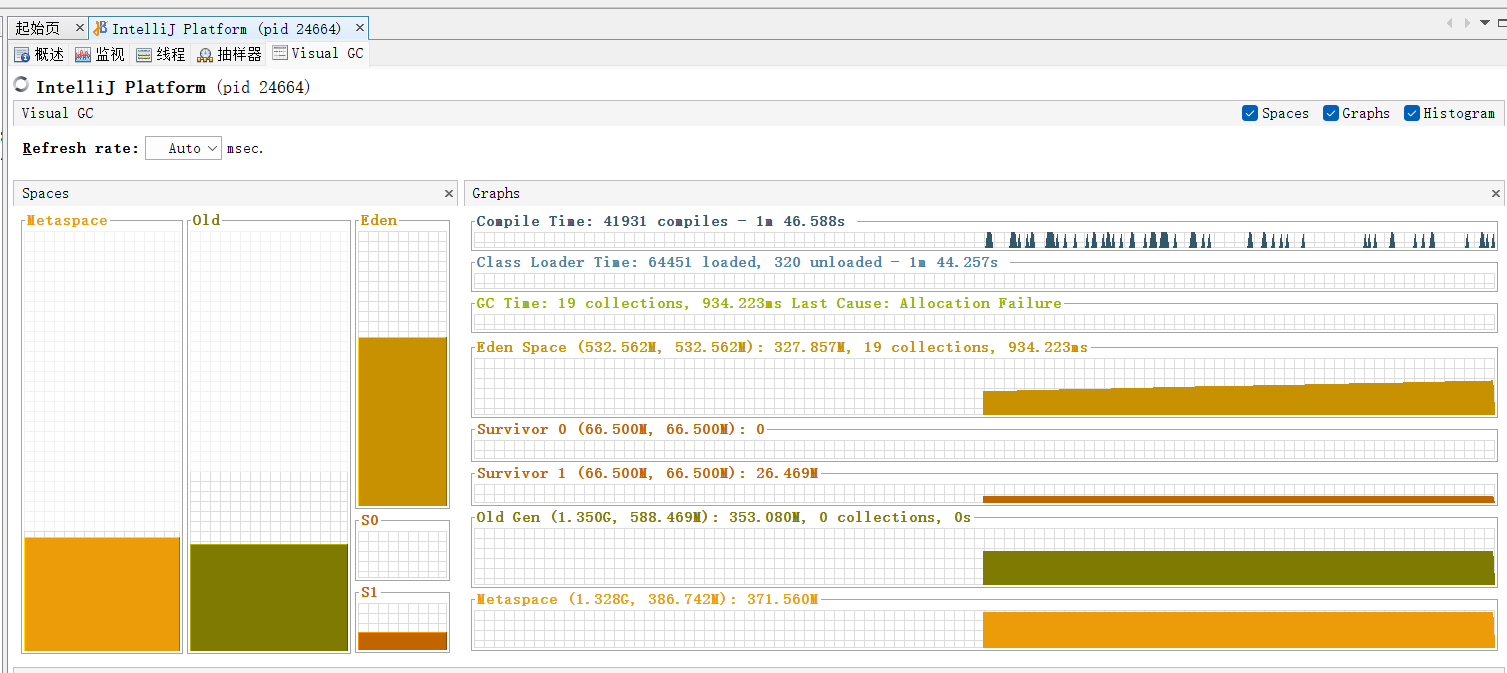 起始页 × IntelliJ Platform (pid 24664) ×
概述 监视 线程 抽样器 Visual GC
IntelliJ Platform (pid 24664)
Visual GC Spaces Graphs Histogram
Refresh rate: Auto msec.
Spaces ×
Metaspace Old Eden
S0
S1
Graphs ×
Compile Time: 41931 compiles - 1m 46.588s
Class Loader Time: 64451 loaded, 320 unloaded - 1m 44.257s
GC Time: 19 collections, 934.223ms Last Cause: Allocation Failure
Eden Space (532.562M, 532.562M): 327.857M, 19 collections, 934.223ms
Survivor 0 (66.500M, 66.500M): 0
Survivor 1 (66.500M, 66.500M): 26.469M
Old Gen (1.350G, 588.469M): 353.080M, 0 collections, 0s
Metaspace (1.328G, 386.742M): 371.560M